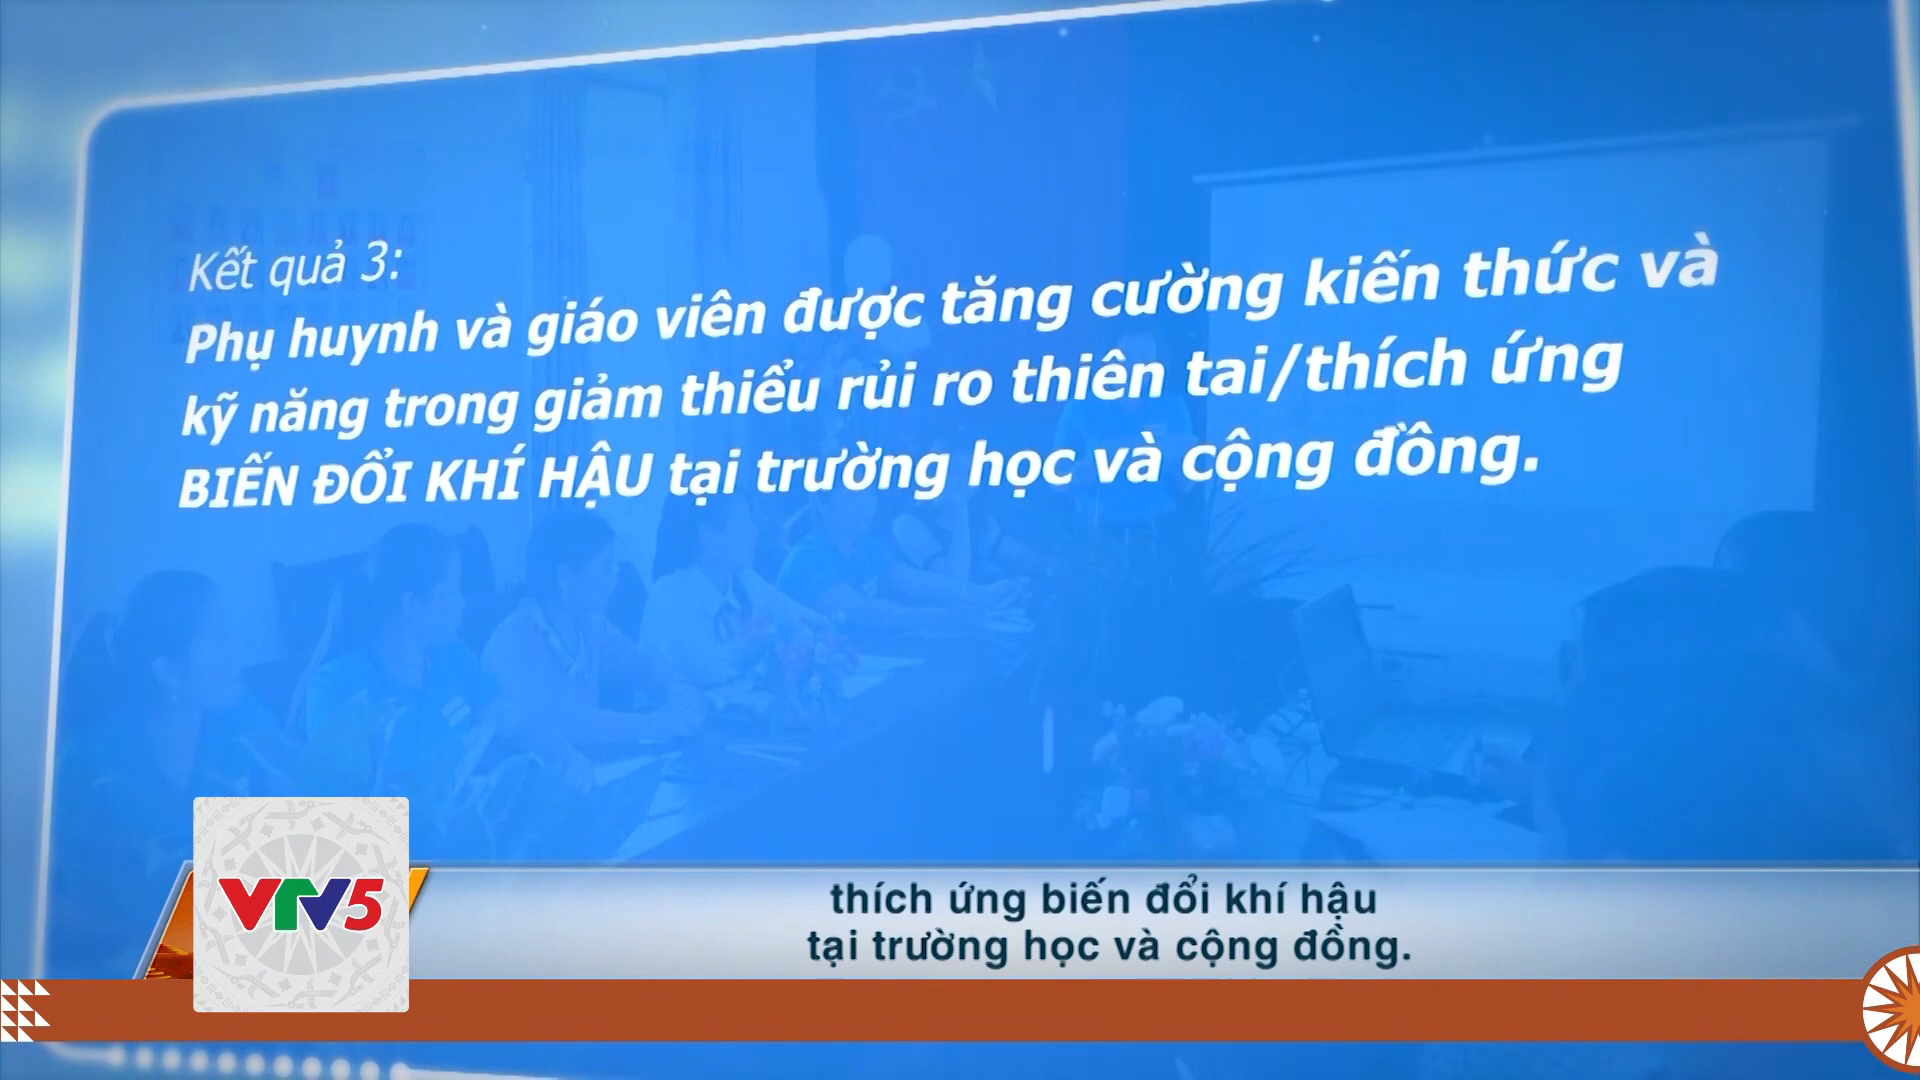 Kết quả 3:
Phụ huynh và giáo viên được tăng cường kiến thức và
kỹ năng trong giảm thiểu rủi ro thiên tai/thích ứng
BIẾN ĐỔI KHÍ HẬU tại trường học và cộng đồng.
thích ứng biến đổi khí hậu
tại trường học và cộng đồng.
VTV5